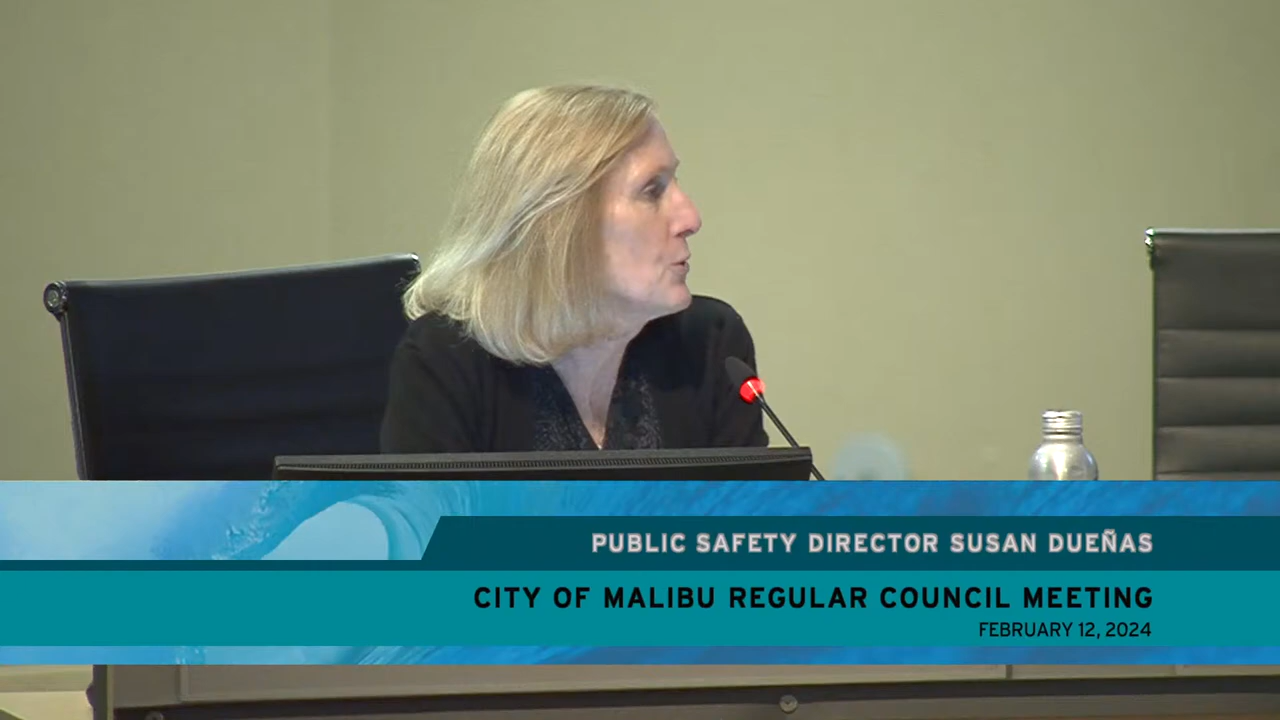 PUBLIC SAFETY DIRECTOR SUSAN DUEÑAS
CITY OF MALIBU REGULAR COUNCIL MEETING
FEBRUARY 12, 2024